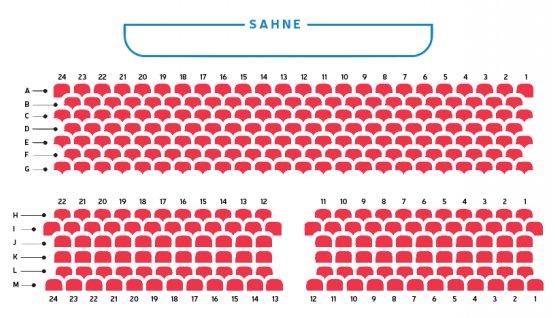 SAHNE
24 23 22 21 20 19 18 17 16 15 14 13 12 11 10 9 8 7 6 5 4 3 2 1
A
B
C
D
E
F
G
22 21 20 19 18 17 16 15 14 13 12 11 10 9 8 7 6 5 4 3 2 1
H
I
J
K
L
M
24 23 22 21 20 19 18 17 16 15 14 13 12 11 10 9 8 7 6 5 4 3 2 1